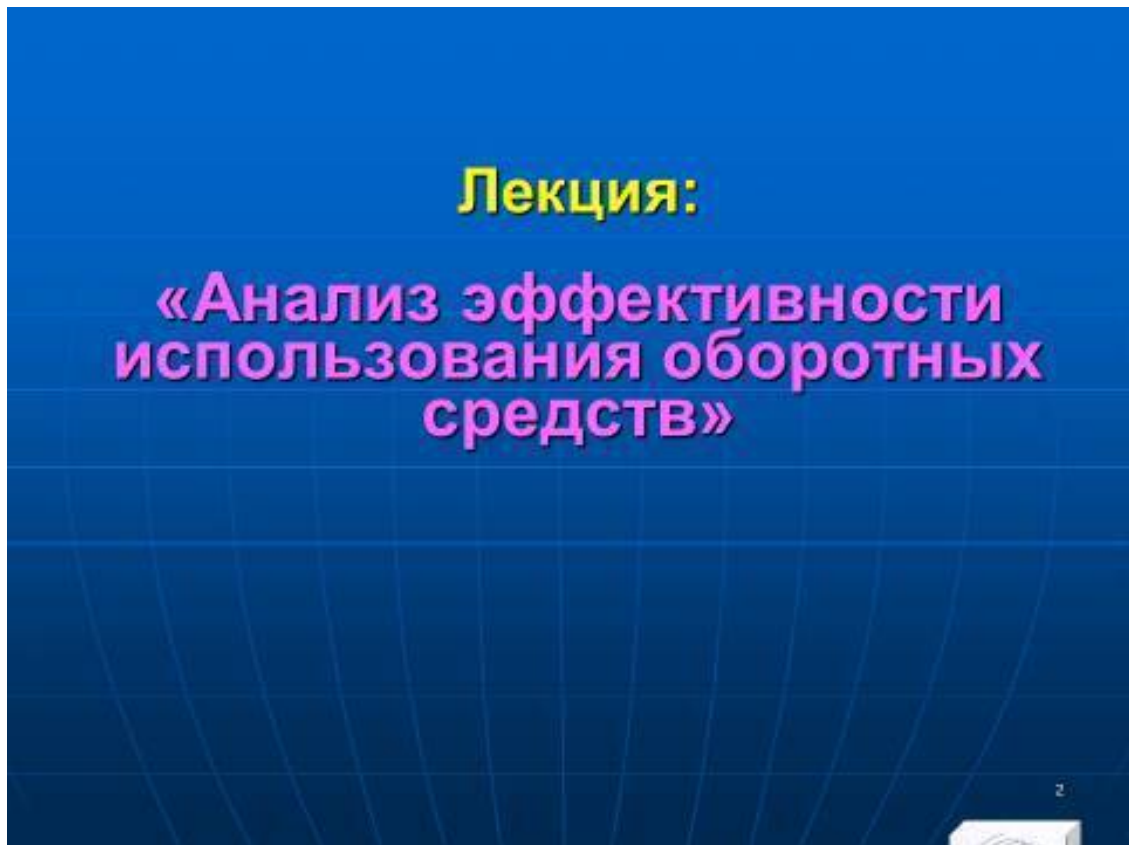 Лекция:
«Анализ эффективности
использования оборотных
средств»
2